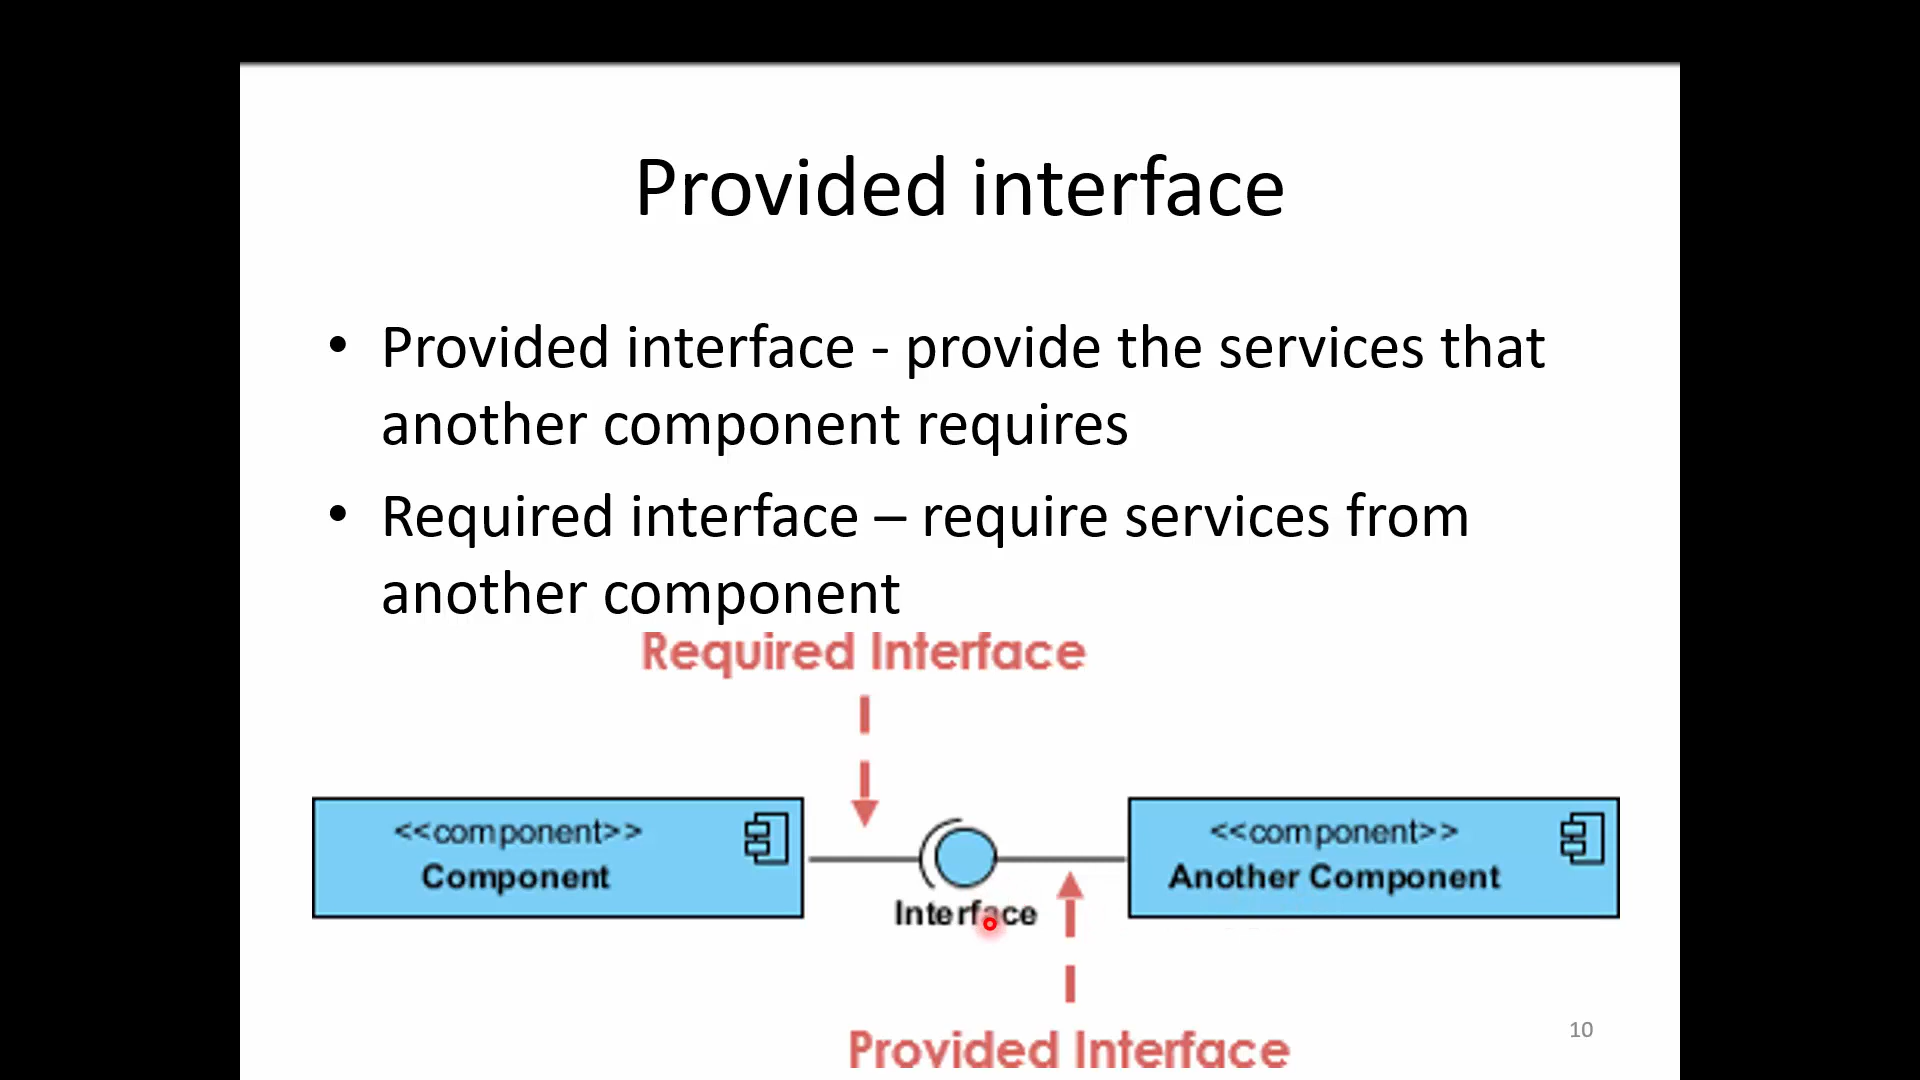 Provided interface
• Provided interface - provide the services that
another component requires
• Required interface – require services from
another component
Required Interface
<<component>>
Component
Interface
<<component>>
Another Component
Provided Interface
10